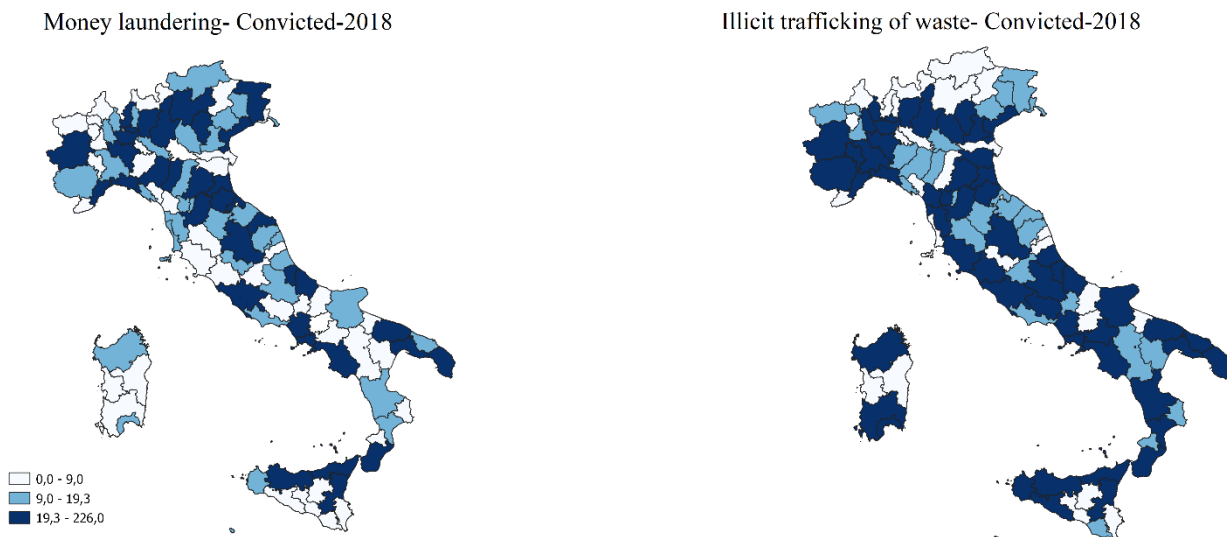 Money laundering- Convicted-2018
Illicit trafficking of waste- Convicted-2018
0,0 - 9,0
9,0 - 19,3
19,3 - 226,0